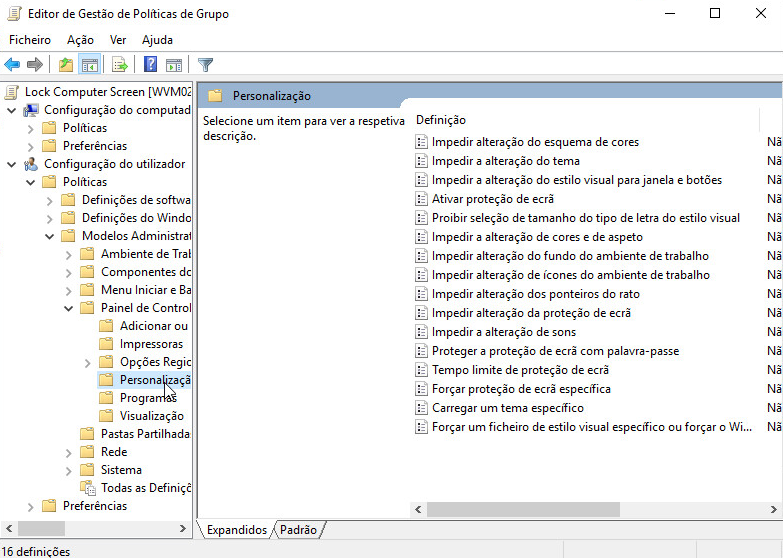 Editor de Gestão de Políticas de Grupo
Ficheiro Ação Ver Ajuda
Lock Computer Screen [WVM02
Configuração do computad
Políticas
Preferências
Configuração do utilizador
Políticas
Definições de softwa
Definições do Windo
Modelos Administrat
Ambiente de Tral
Componentes do
Menu Iniciar e Ba
Painel de Control
Adicionar ou
Impressoras
Opções Regic
Personalizaçã
Programas
Visualização
Pastas Partilhada
Rede
Sistema
Todas as Definiçõ
Preferências
Personalização
Selecione um item para ver a respetiva
descrição.
Definição
Impedir alteração do esquema de cores Nã
Impedir a alteração do tema Nã
Impedir a alteração do estilo visual para janela e botões Nã
Ativar proteção de ecrã Nã
Proibir seleção de tamanho do tipo de letra do estilo visual Nã
Impedir a alteração de cores e de aspeto Nã
Impedir alteração do fundo do ambiente de trabalho Nã
Impedir alteração de ícones do ambiente de trabalho Nã
Impedir alteração dos ponteiros do rato Nã
Impedir alteração da proteção de ecrã Nã
Impedir a alteração de sons Nã
Proteger a proteção de ecrã com palavra-passe Nã
Tempo limite de proteção de ecrã Nã
Forçar proteção de ecrã específica Nã
Carregar um tema específico Nã
Forçar um ficheiro de estilo visual específico ou forçar o Wi... Nã
Expandidos Padrão
16 definições